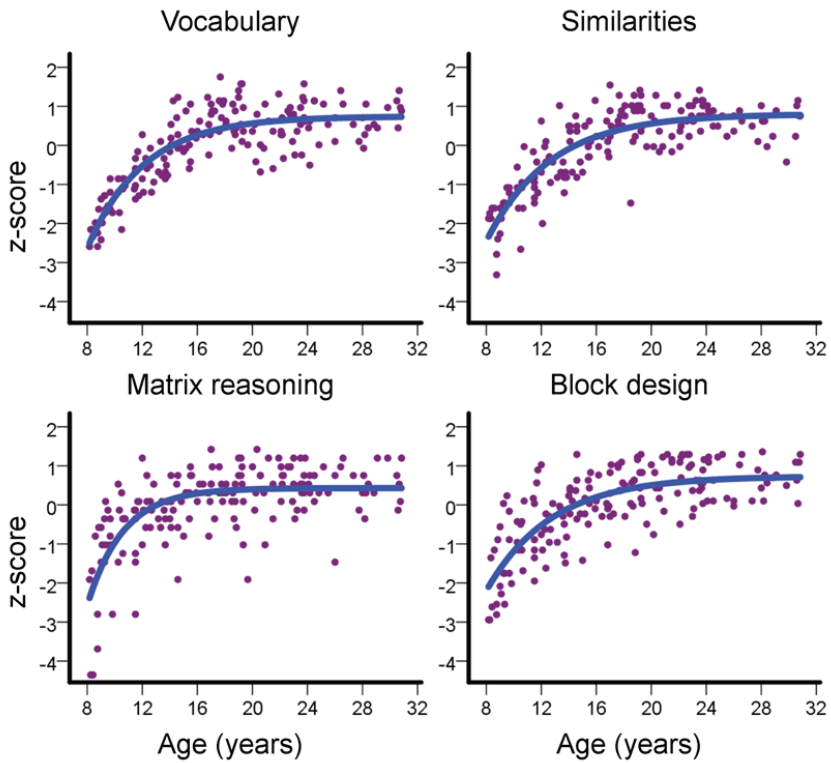 Vocabulary
z-score
2
1
0
-1
-2
-3
-4
8 12 16 20 24 28 32
Similarities
2
1
0
-1
-2
-3
-4
8 12 16 20 24 28 32
Matrix reasoning
z-score
2
1
0
-1
-2
-3
-4
8 12 16 20 24 28 32
Age (years)
Block design
2
1
0
-1
-2
-3
-4
8 12 16 20 24 28 32
Age (years)